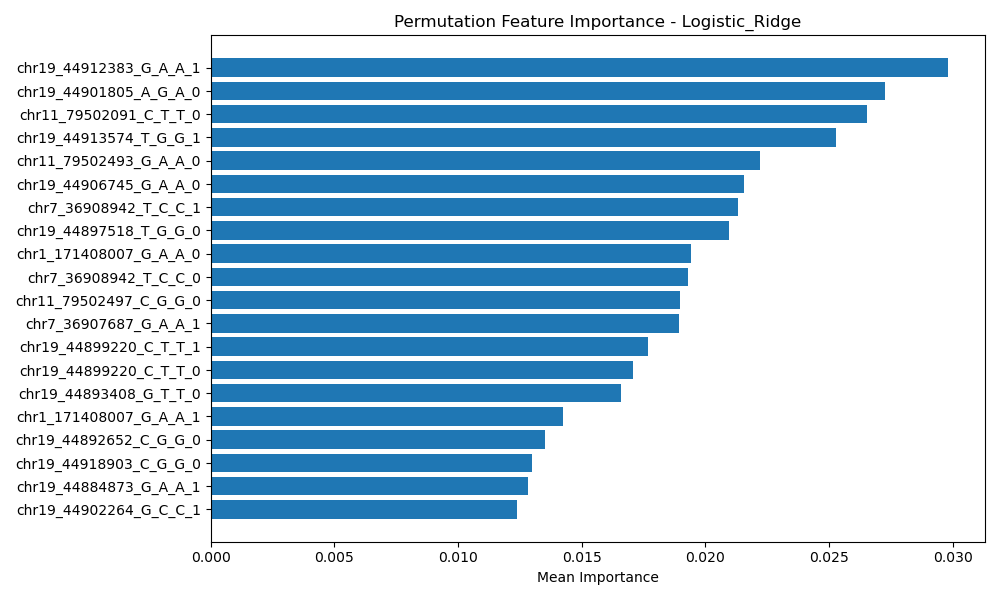 Permutation Feature Importance - Logistic_Ridge
chr19_44912383_G_A_A_1
chr19_44901805_A_G_A_0
chr11_79502091_C_T_T_0
chr19_44913574_T_G_G_1
chr11_79502493_G_A_A_0
chr19_44906745_G_A_A_0
chr7_36908942_T_C_C_1
chr19_44897518_T_G_G_0
chr1_171408007_G_A_A_0
chr7_36908942_T_C_C_0
chr11_79502497_C_G_G_0
chr7_36907687_G_A_A_1
chr19_44899220_C_T_T_1
chr19_44899220_C_T_T_0
chr19_44893408_G_T_T_0
chr1_171408007_G_A_A_1
chr19_44892652_C_G_G_0
chr19_44918903_C_G_G_0
chr19_44884873_G_A_A_1
chr19_44902264_G_C_C_1
0.000 0.005 0.010 0.015 0.020 0.025 0.030
Mean Importance